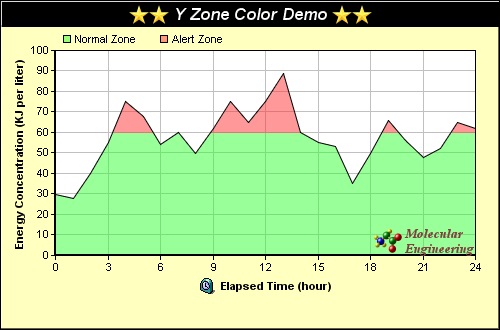 Y Zone Color Demo
Normal Zone Alert Zone
Energy Concentration (KJ per liter)
100
90
80
70
60
50
40
30
20
10
0
Molecular
Engineering
0 3 6 9 12 15 18 21 24
Elapsed Time (hour)